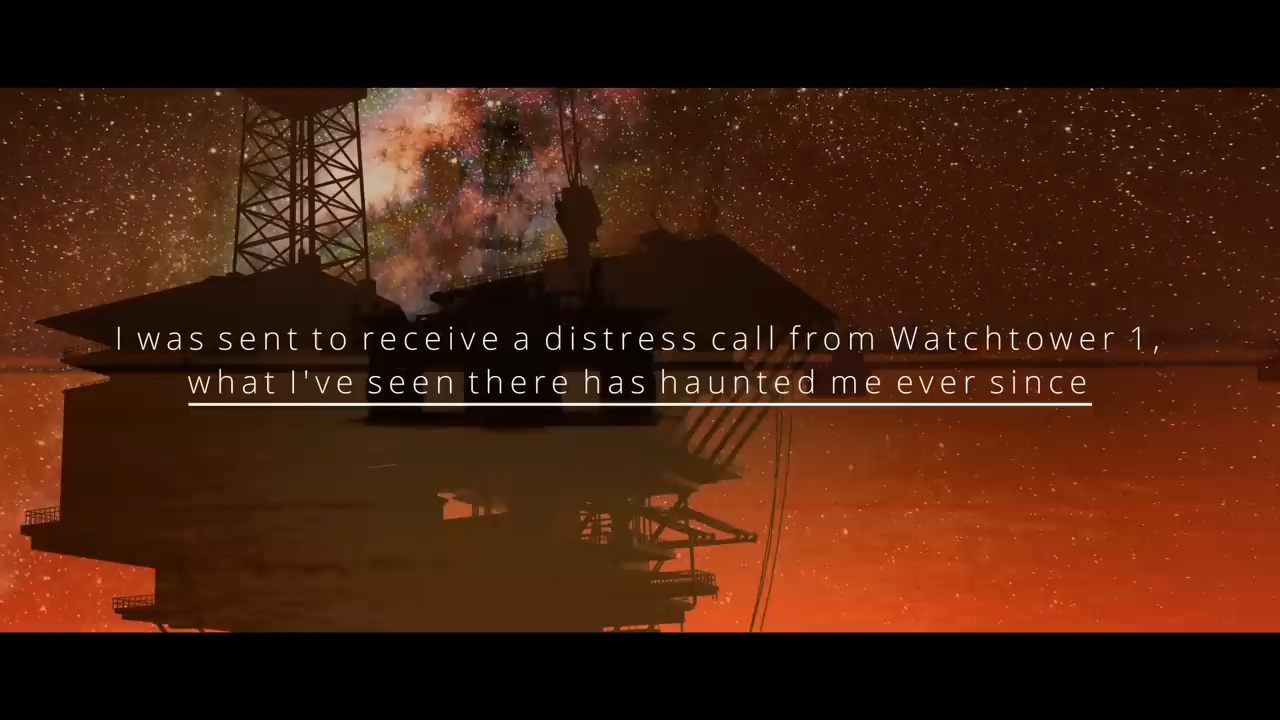 I was sent to receive a distress call from Watchtower 1,
what I've seen there has haunted me ever since